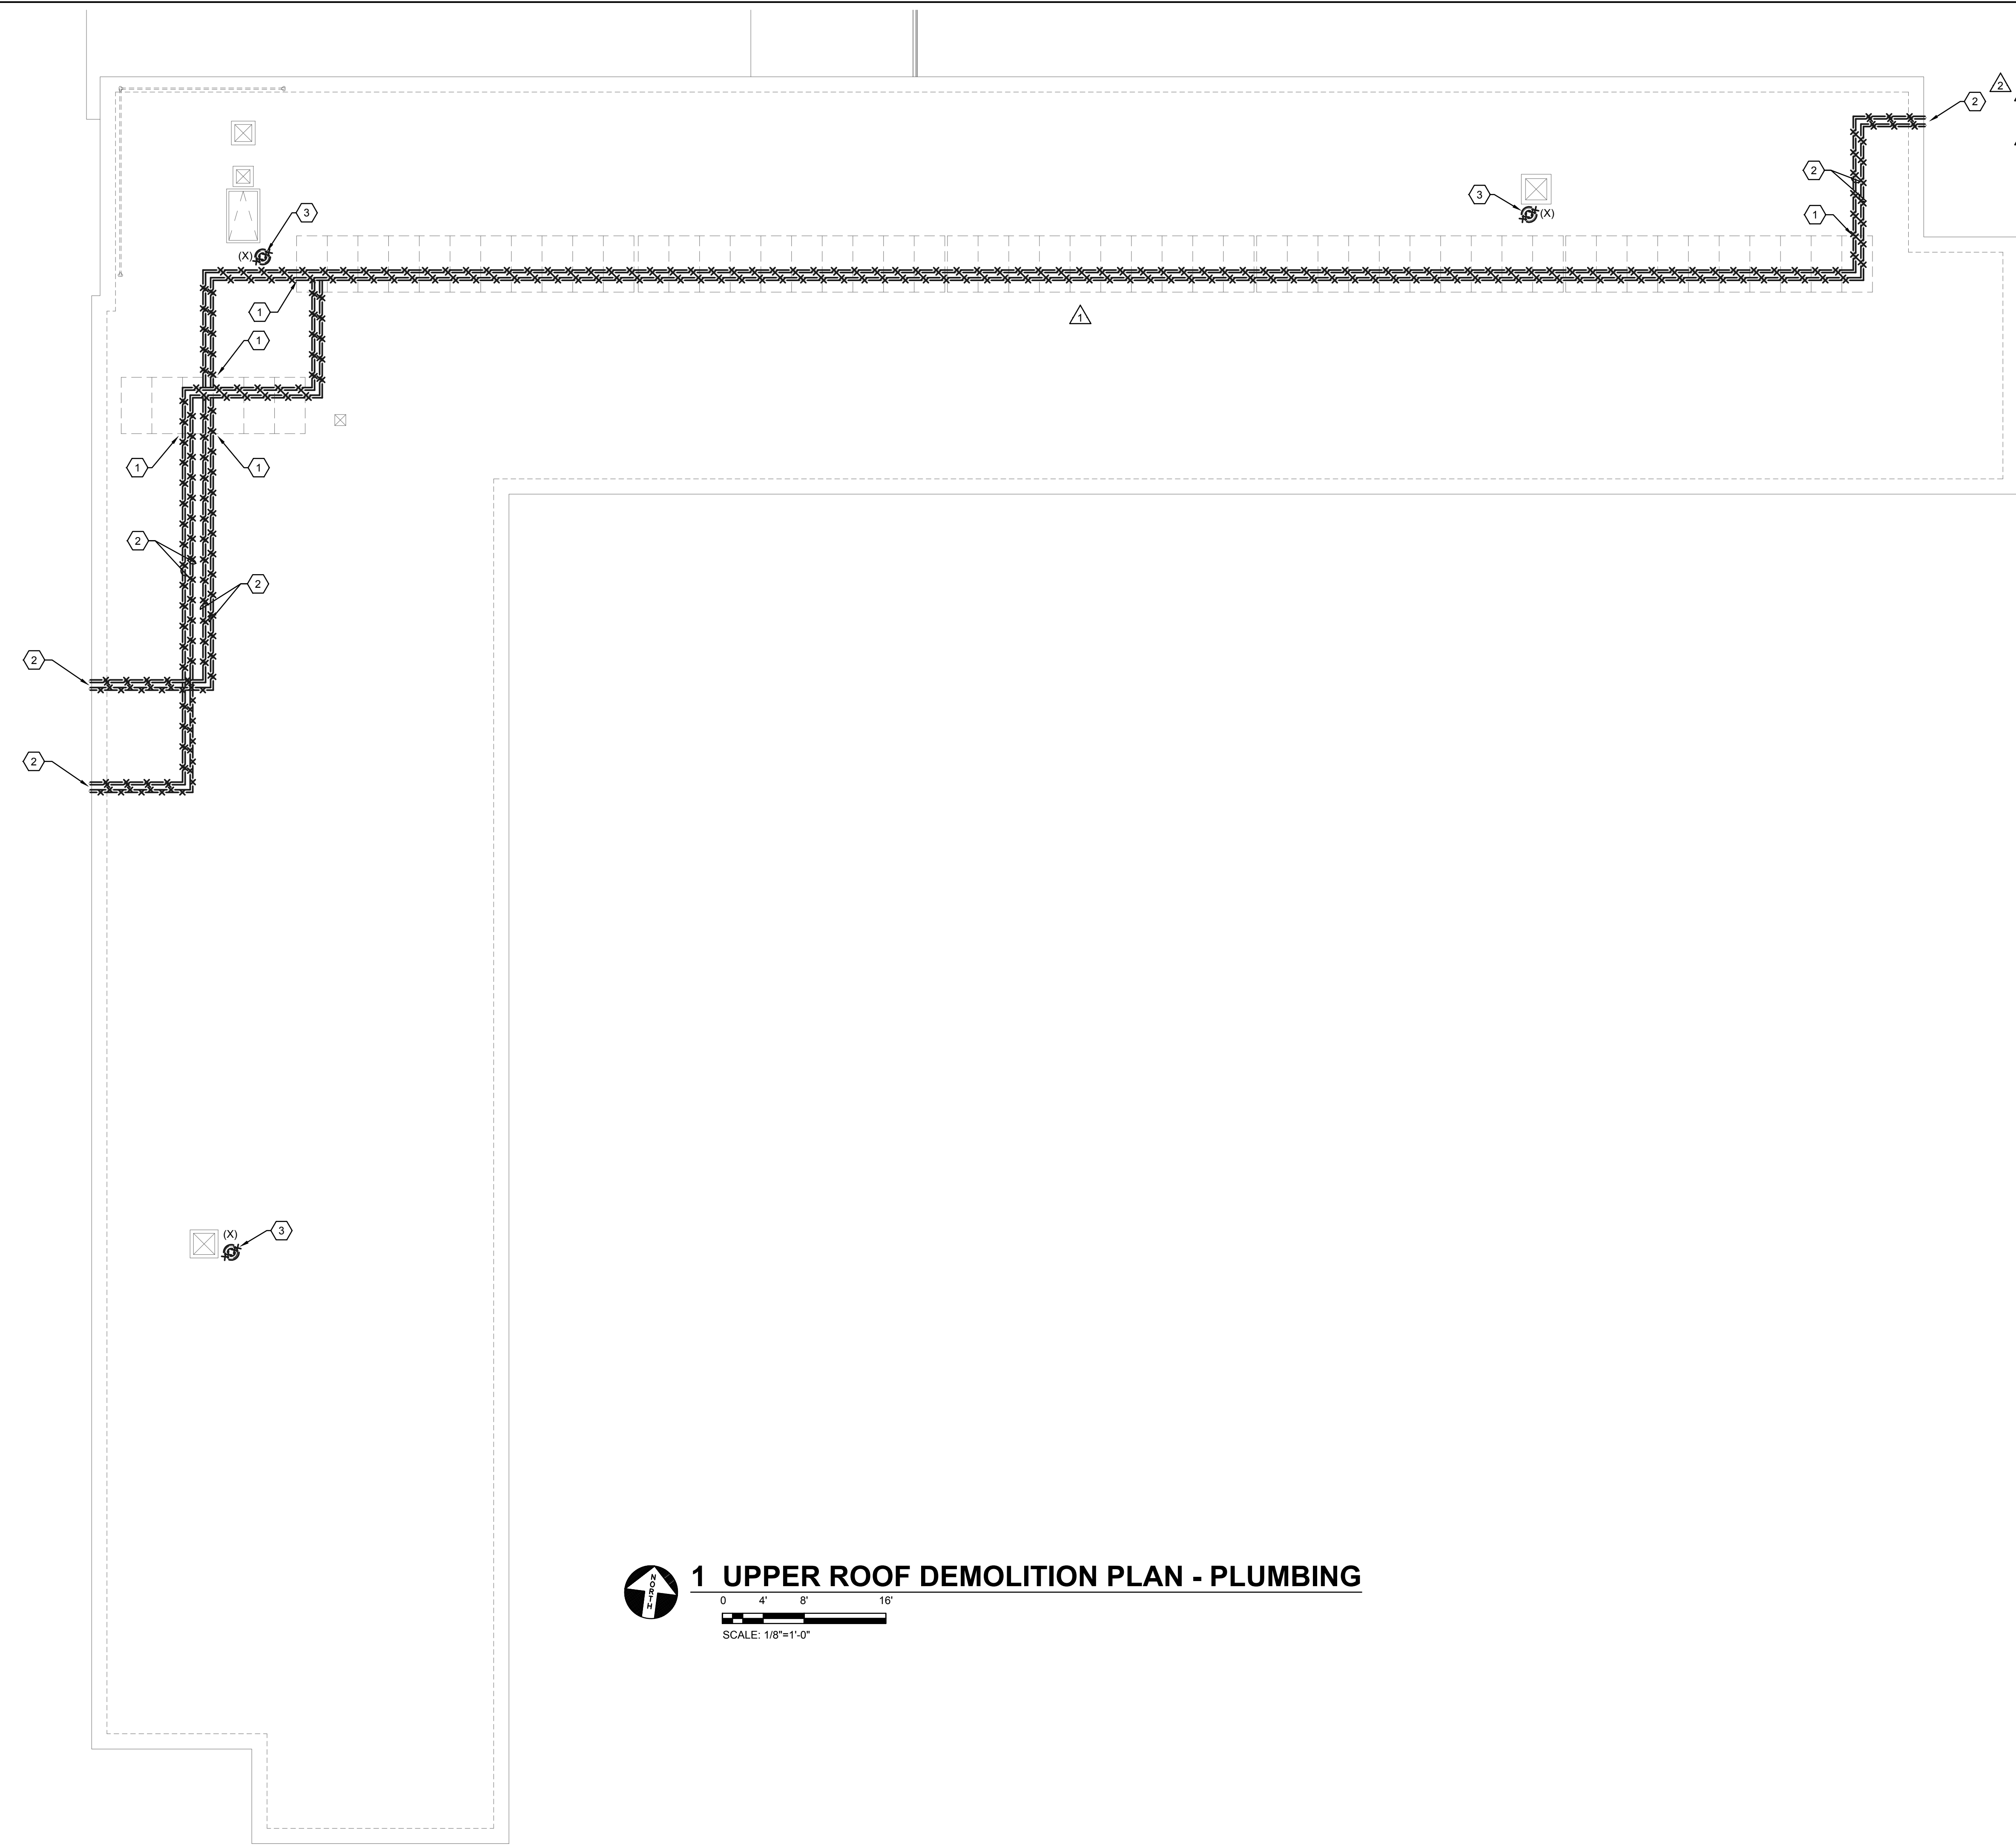 2
2
2
3
3
(X)
1
(X)
1
1
1
1
1
2
2
2
2
(X)
3
NORTH
1 UPPER ROOF DEMOLITION PLAN - PLUMBING
0 4' 8' 16'
SCALE: 1/8"=1'-0"